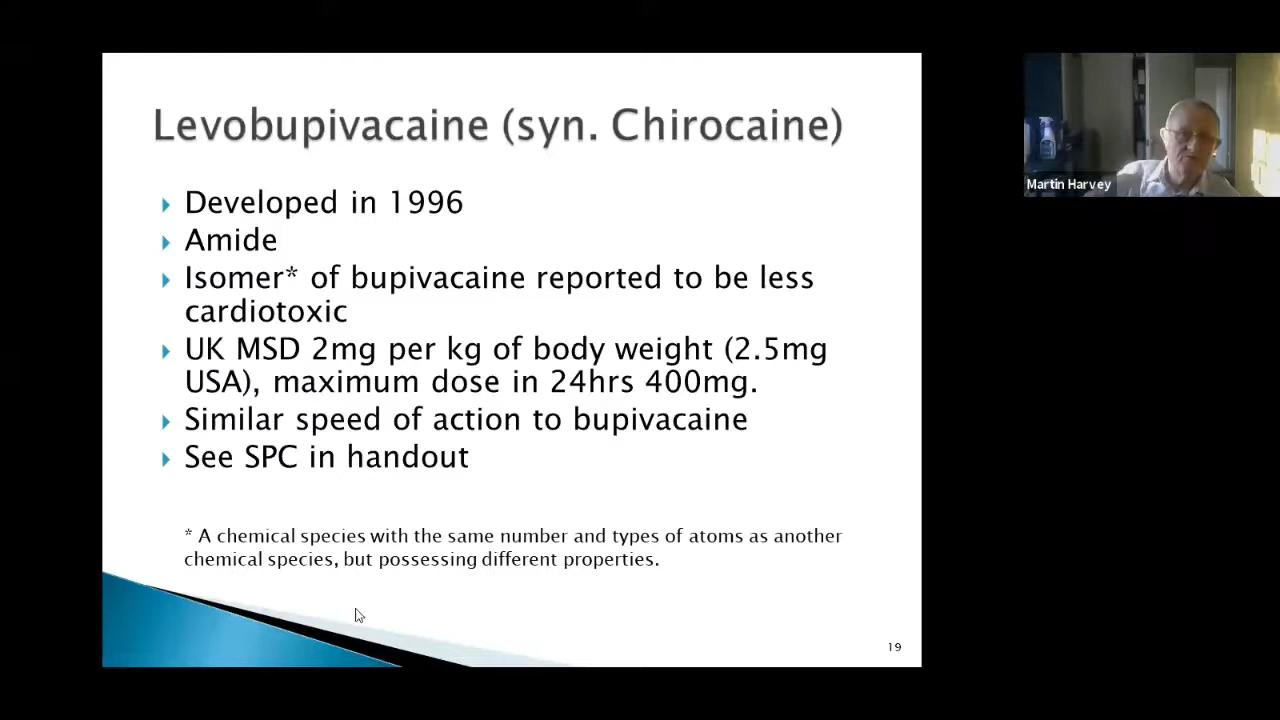 Levobupivacaine (syn. Chirocaine)
Developed in 1996
Amide
Isomer* of bupivacaine reported to be less
cardiotoxic
UK MSD 2mg per kg of body weight (2.5mg
USA), maximum dose in 24hrs 400mg.
Similar speed of action to bupivacaine
See SPC in handout
* A chemical species with the same number and types of atoms as another
chemical species, but possessing different properties.
19
Martin Harvey